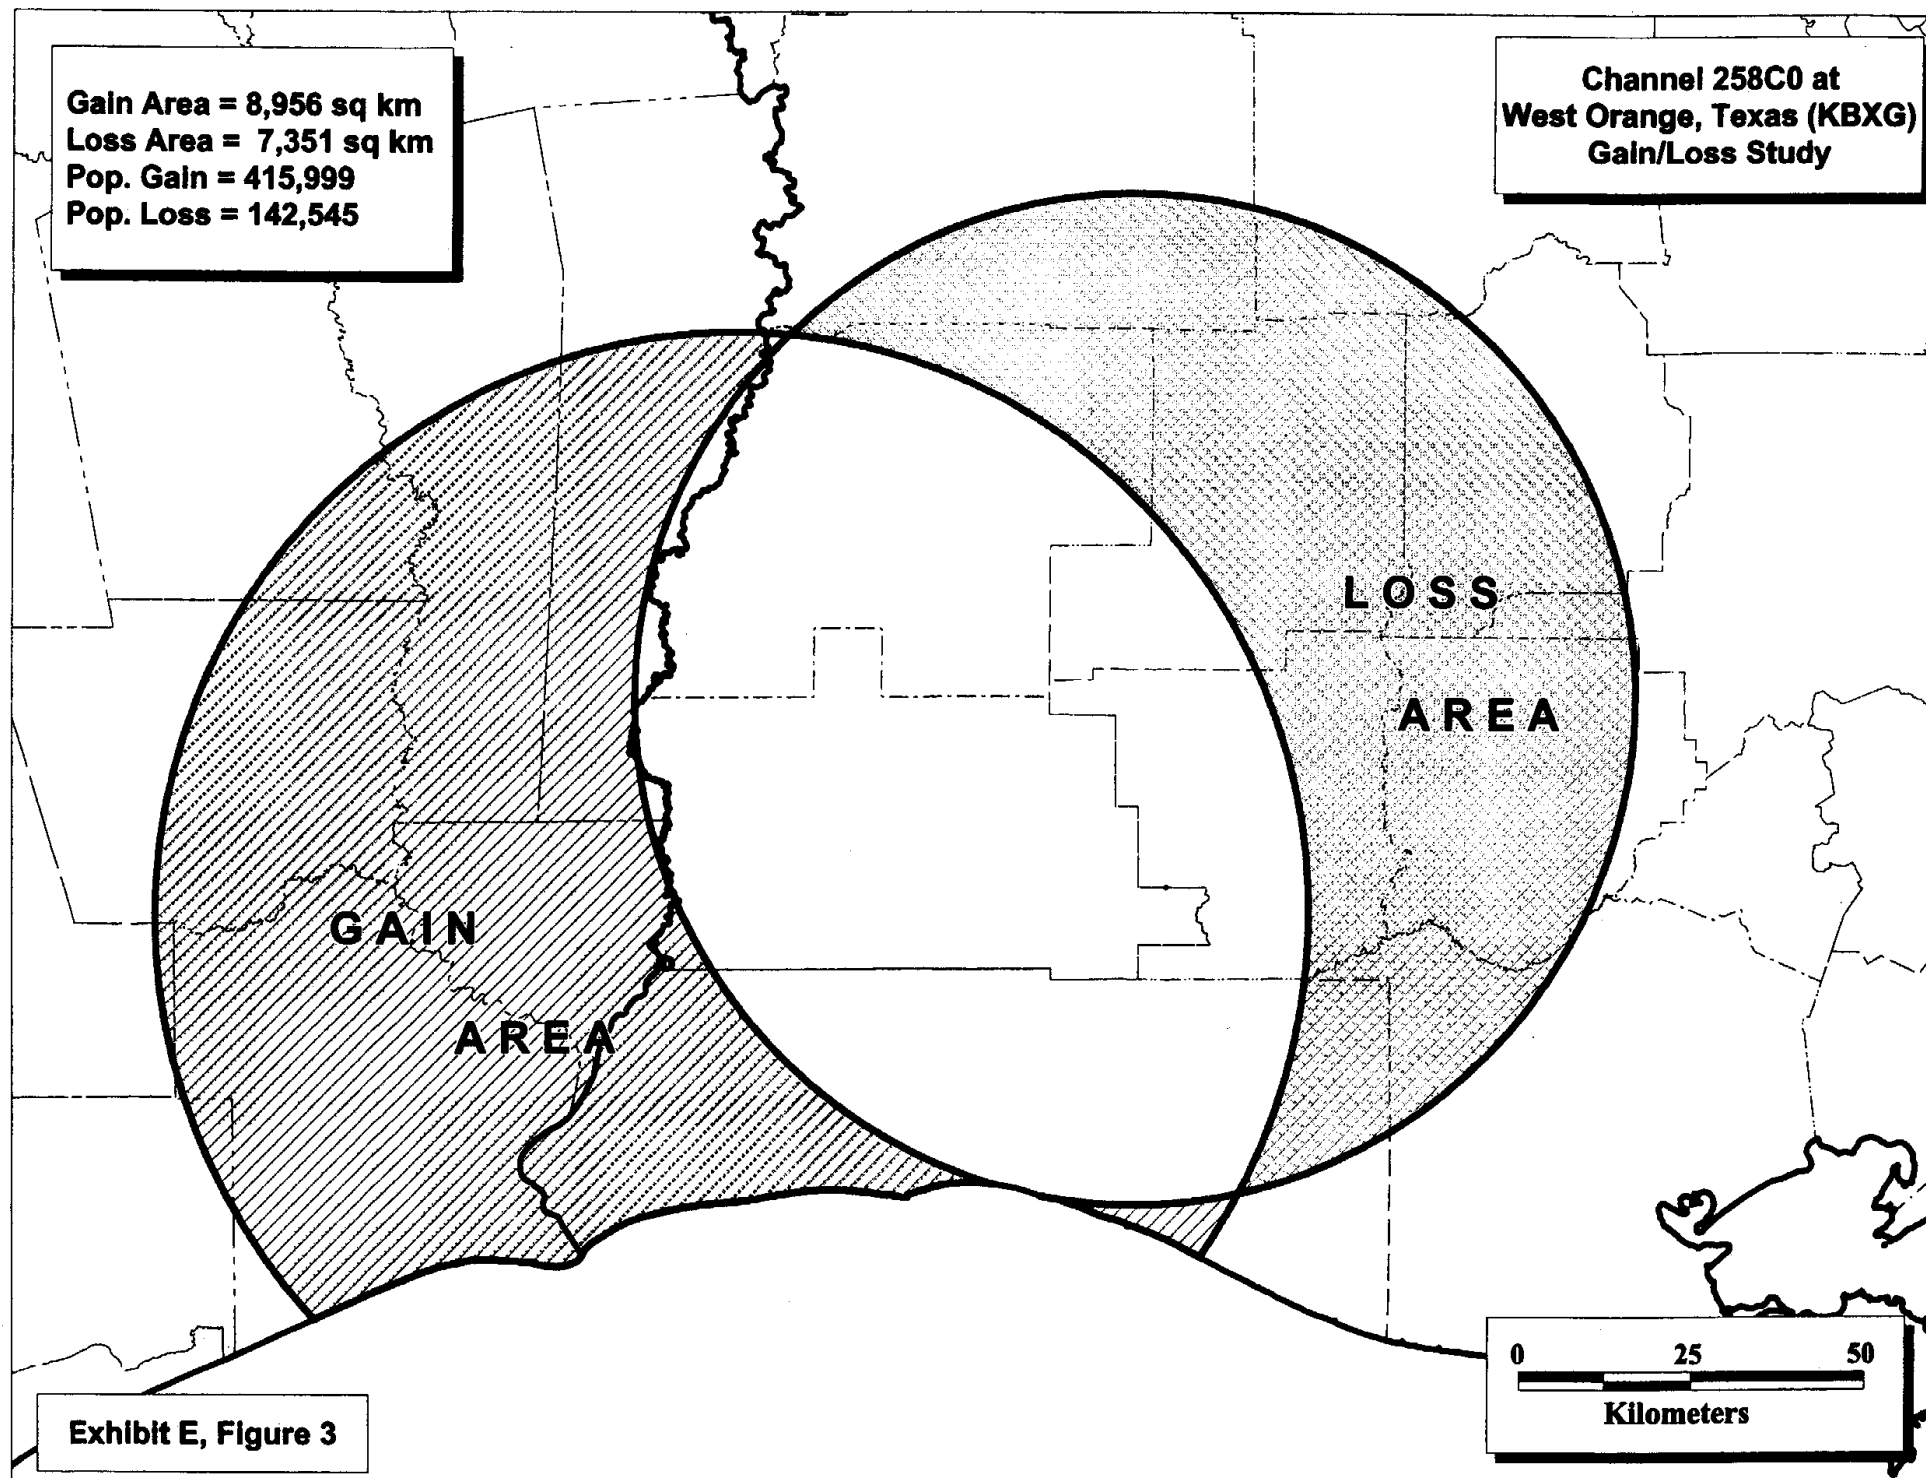 Gain Area = 8,956 sq km
Loss Area = 7,351 sq km
Pop. Gain = 415,999
Pop. Loss = 142,545
Channel 258C0 at
West Orange, Texas (KBXG)
Gain/Loss Study
LOSS
AREA
GAIN
AREA
0 25 50
Kilometers
Exhibit E, Figure 3